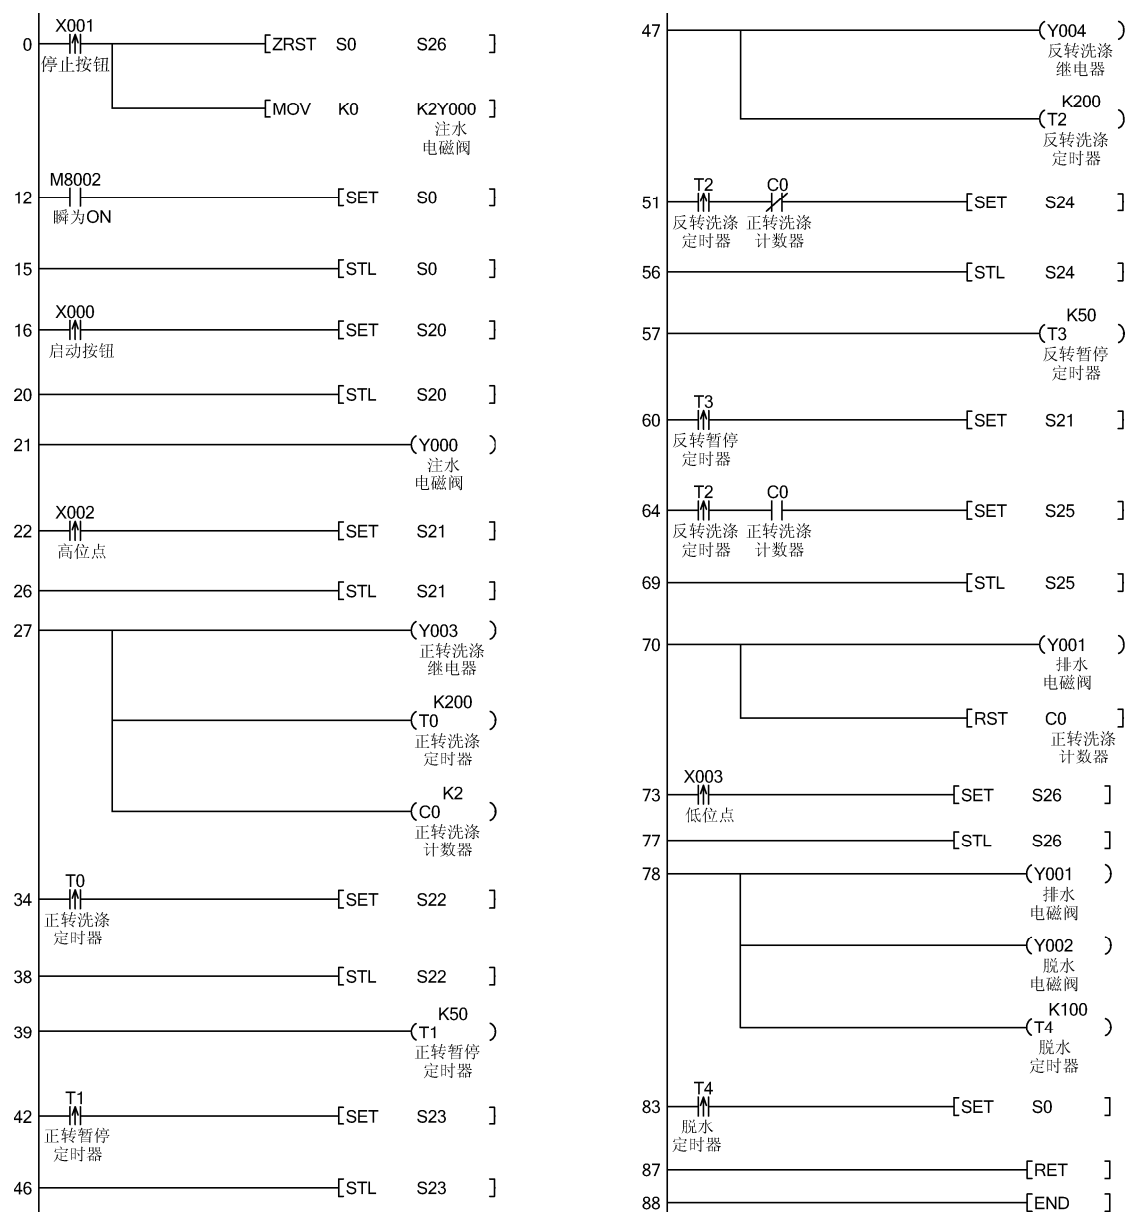 X001
0 [ZRST S0 S26 ]
停止按钮
[MOV K0 K2Y000 ]
注水
电磁阀
M8002
12 [SET S0 ]
瞬为ON
15 [STL S0 ]
X000
16 [SET S20 ]
启动按钮
20 [STL S20 ]
21 (Y000 )
注水
电磁阀
X002
22 [SET S21 ]
高位点
26 [STL S21 ]
27 (Y003 )
正转洗涤
继电器
K200
(T0 )
正转洗涤
定时器
K2
(C0 )
正转洗涤
计数器
T0
34 [SET S22 ]
正转洗涤
定时器
38 [STL S22 ]
K50
39 (T1 )
正转暂停
定时器
T1
42 [SET S23 ]
正转暂停
定时器
46 [STL S23 ]
47 (Y004 )
反转洗涤
继电器
K200
(T2 )
反转洗涤
定时器
T2 C0
51 [SET S24 ]
反转洗涤 正转洗涤
定时器 计数器
56 [STL S24 ]
K50
57 (T3 )
反转暂停
定时器
T3
60 [SET S21 ]
反转暂停
定时器
T2 C0
64 [SET S25 ]
反转洗涤 正转洗涤
定时器 计数器
69 [STL S25 ]
70 (Y001 )
排水
电磁阀
[RST C0 ]
正转洗涤
计数器
X003
73 [SET S26 ]
低位点
77 [STL S26 ]
78 (Y001 )
排水
电磁阀
(Y002 )
脱水
电磁阀
K100
(T4 )
脱水
定时器
T4
83 [SET S0 ]
脱水
定时器
87 [RET ]
88 [END ]